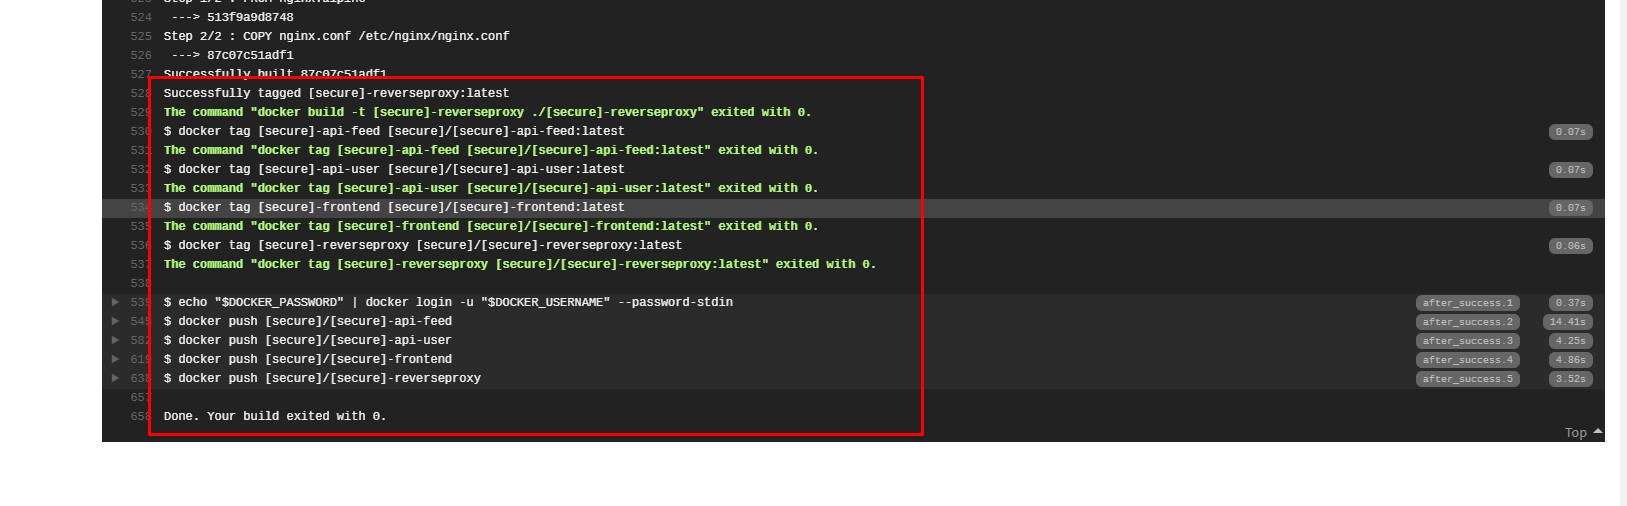 524 ---> 513f9a9d8748
525 Step 2/2 : COPY nginx.conf /etc/nginx/nginx.conf
526 ---> 87c07c51adf1
527 Successfully built 87c07c51adf1
528 Successfully tagged [secure]-reverseproxy:latest
529 The command "docker build -t [secure]-reverseproxy ./[secure]-reverseproxy" exited with 0.
530 $ docker tag [secure]-api-feed [secure]/[secure]-api-feed:latest 0.07s
531 The command "docker tag [secure]-api-feed [secure]/[secure]-api-feed:latest" exited with 0.
532 $ docker tag [secure]-api-user [secure]/[secure]-api-user:latest 0.07s
533 The command "docker tag [secure]-api-user [secure]/[secure]-api-user:latest" exited with 0.
534 $ docker tag [secure]-frontend [secure]/[secure]-frontend:latest 0.07s
535 The command "docker tag [secure]-frontend [secure]/[secure]-frontend:latest" exited with 0.
536 $ docker tag [secure]-reverseproxy [secure]/[secure]-reverseproxy:latest 0.06s
537 The command "docker tag [secure]-reverseproxy [secure]/[secure]-reverseproxy:latest" exited with 0.
538
539 $ echo "$DOCKER_PASSWORD" | docker login -u "$DOCKER_USERNAME" --password-stdin after_success.1 0.37s
545 $ docker push [secure]/[secure]-api-feed after_success.2 14.41s
582 $ docker push [secure]/[secure]-api-user after_success.3 4.25s
619 $ docker push [secure]/[secure]-frontend after_success.4 4.86s
638 $ docker push [secure]/[secure]-reverseproxy after_success.5 3.52s
657
658 Done. Your build exited with 0.
Top